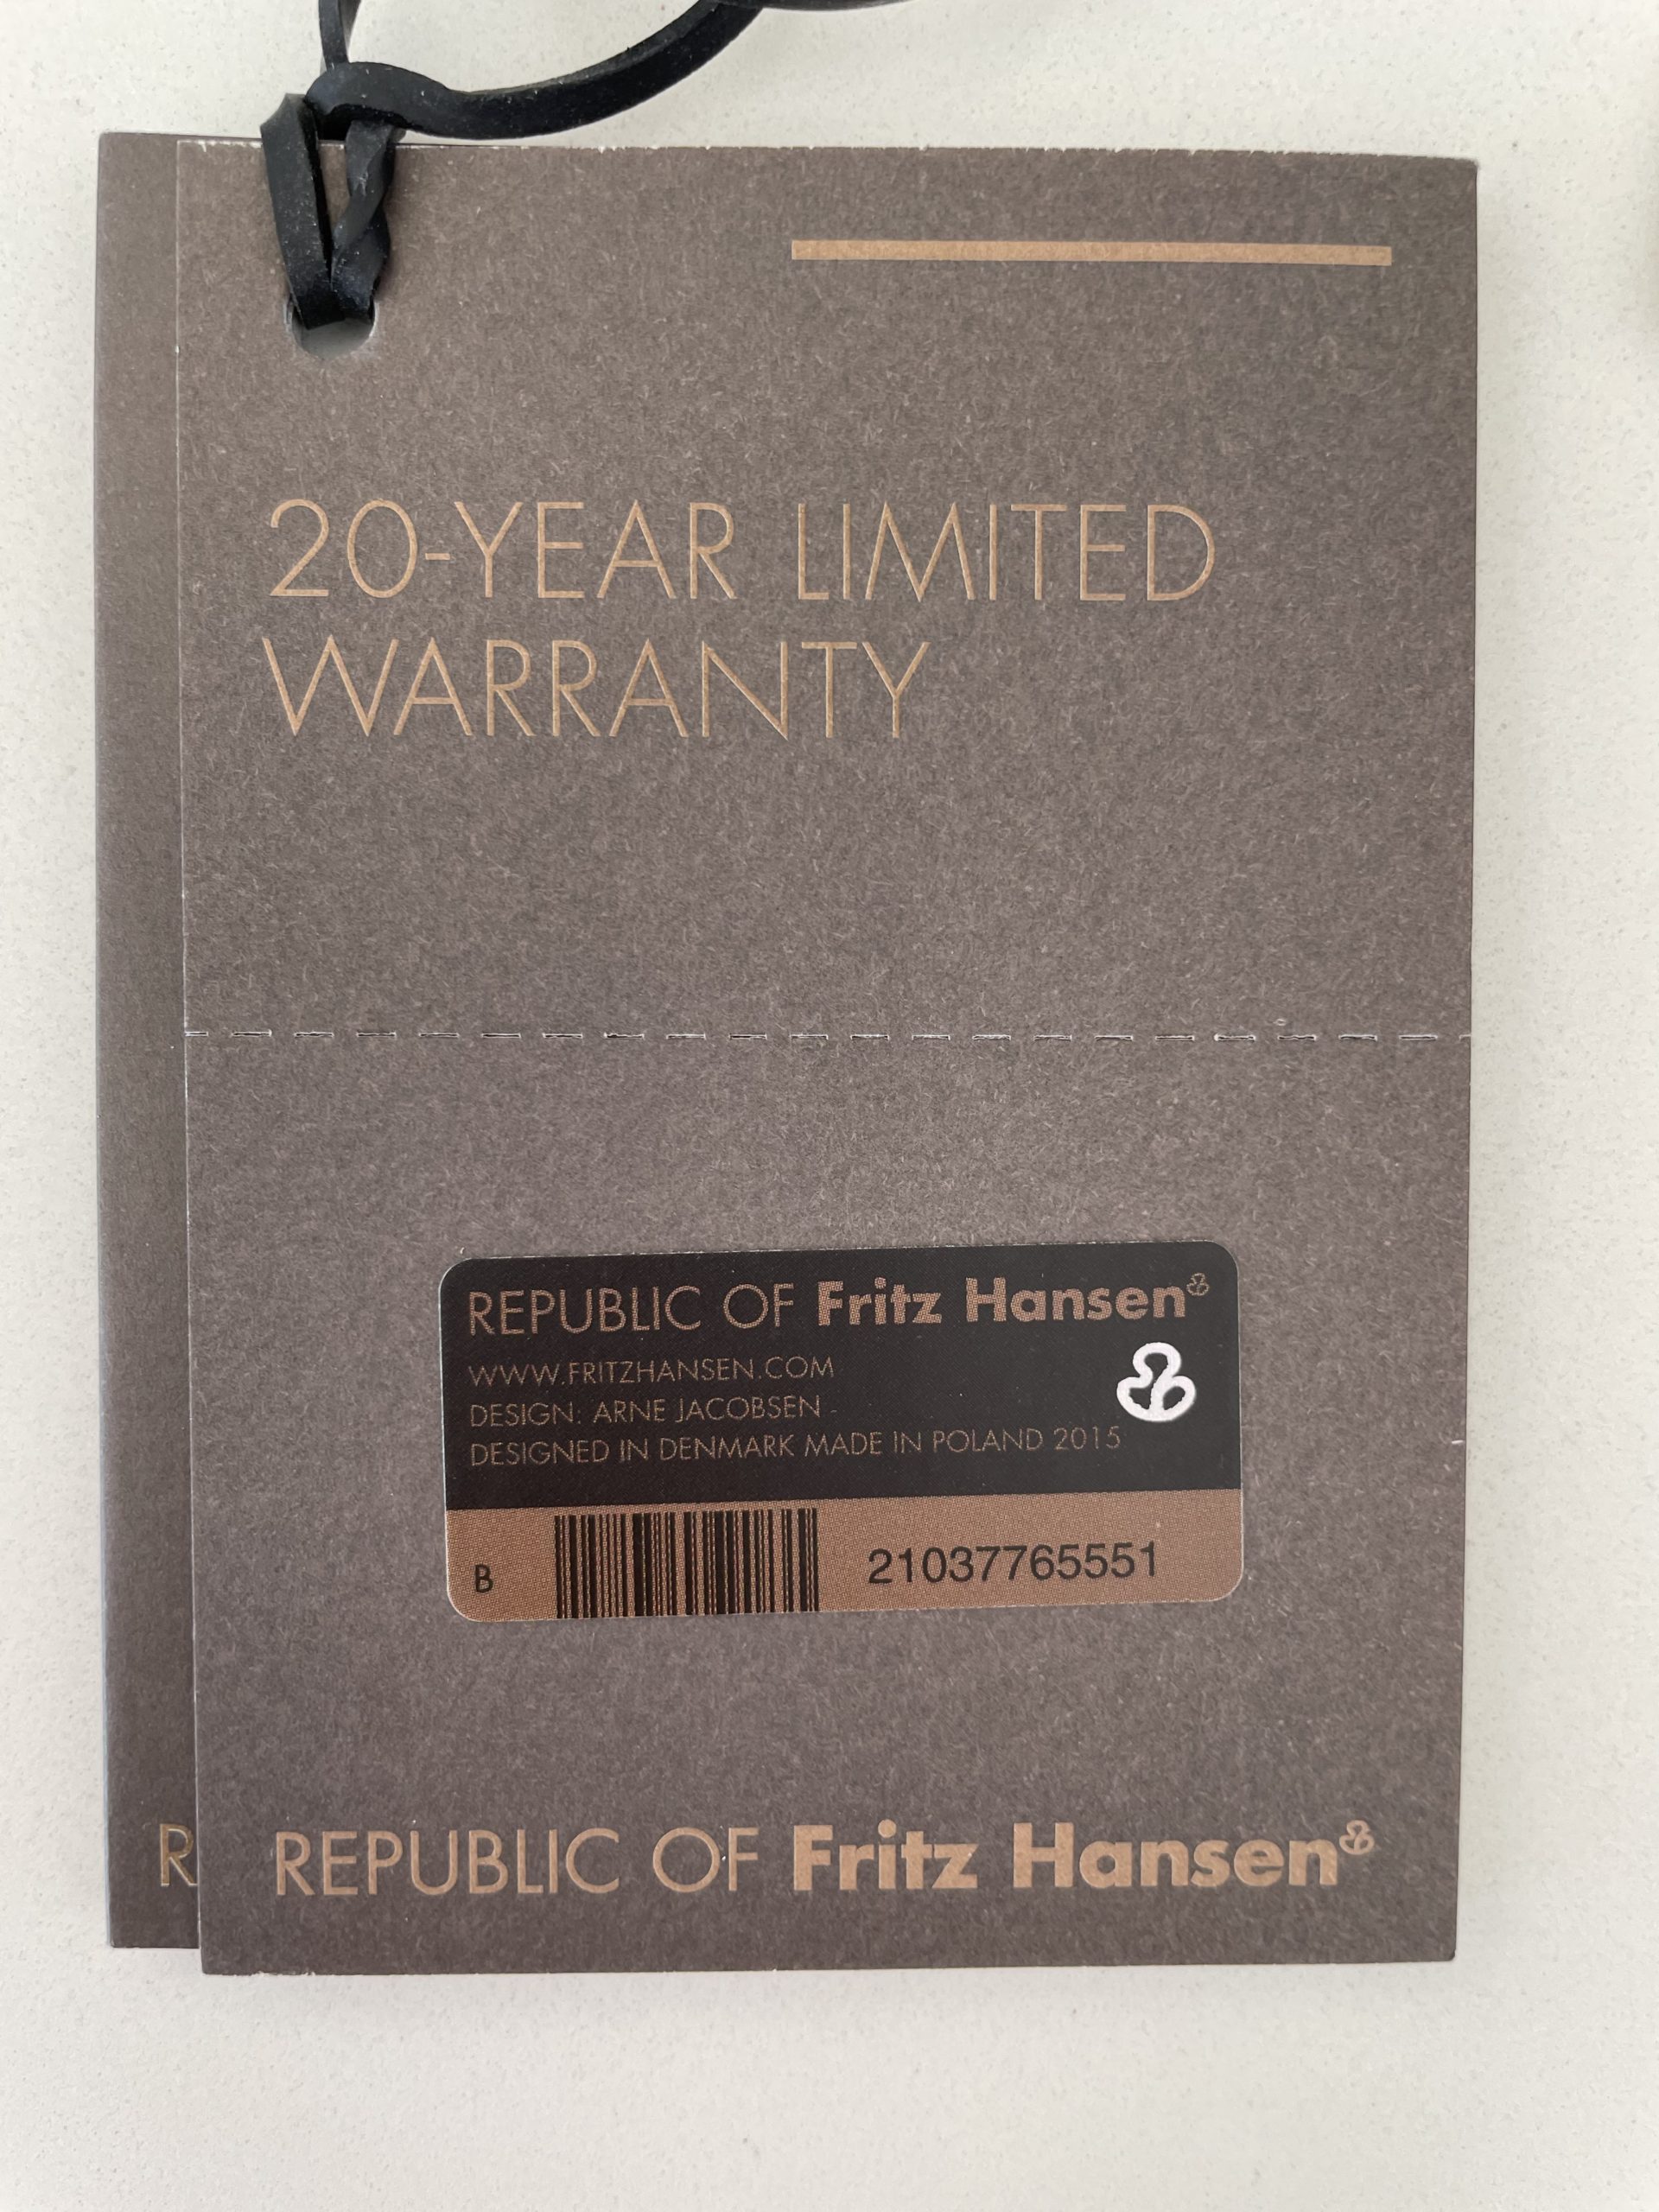 20-YEAR LIMITED
WARRANTY
REPUBLIC OF Fritz Hansen
WWW.FRITZHANSEN.COM
DESIGN: ARNE JACOBSEN -
DESIGNED IN DENMARK MADE IN POLAND 2015
B 21037765551
R
REPUBLIC OF Fritz Hansen